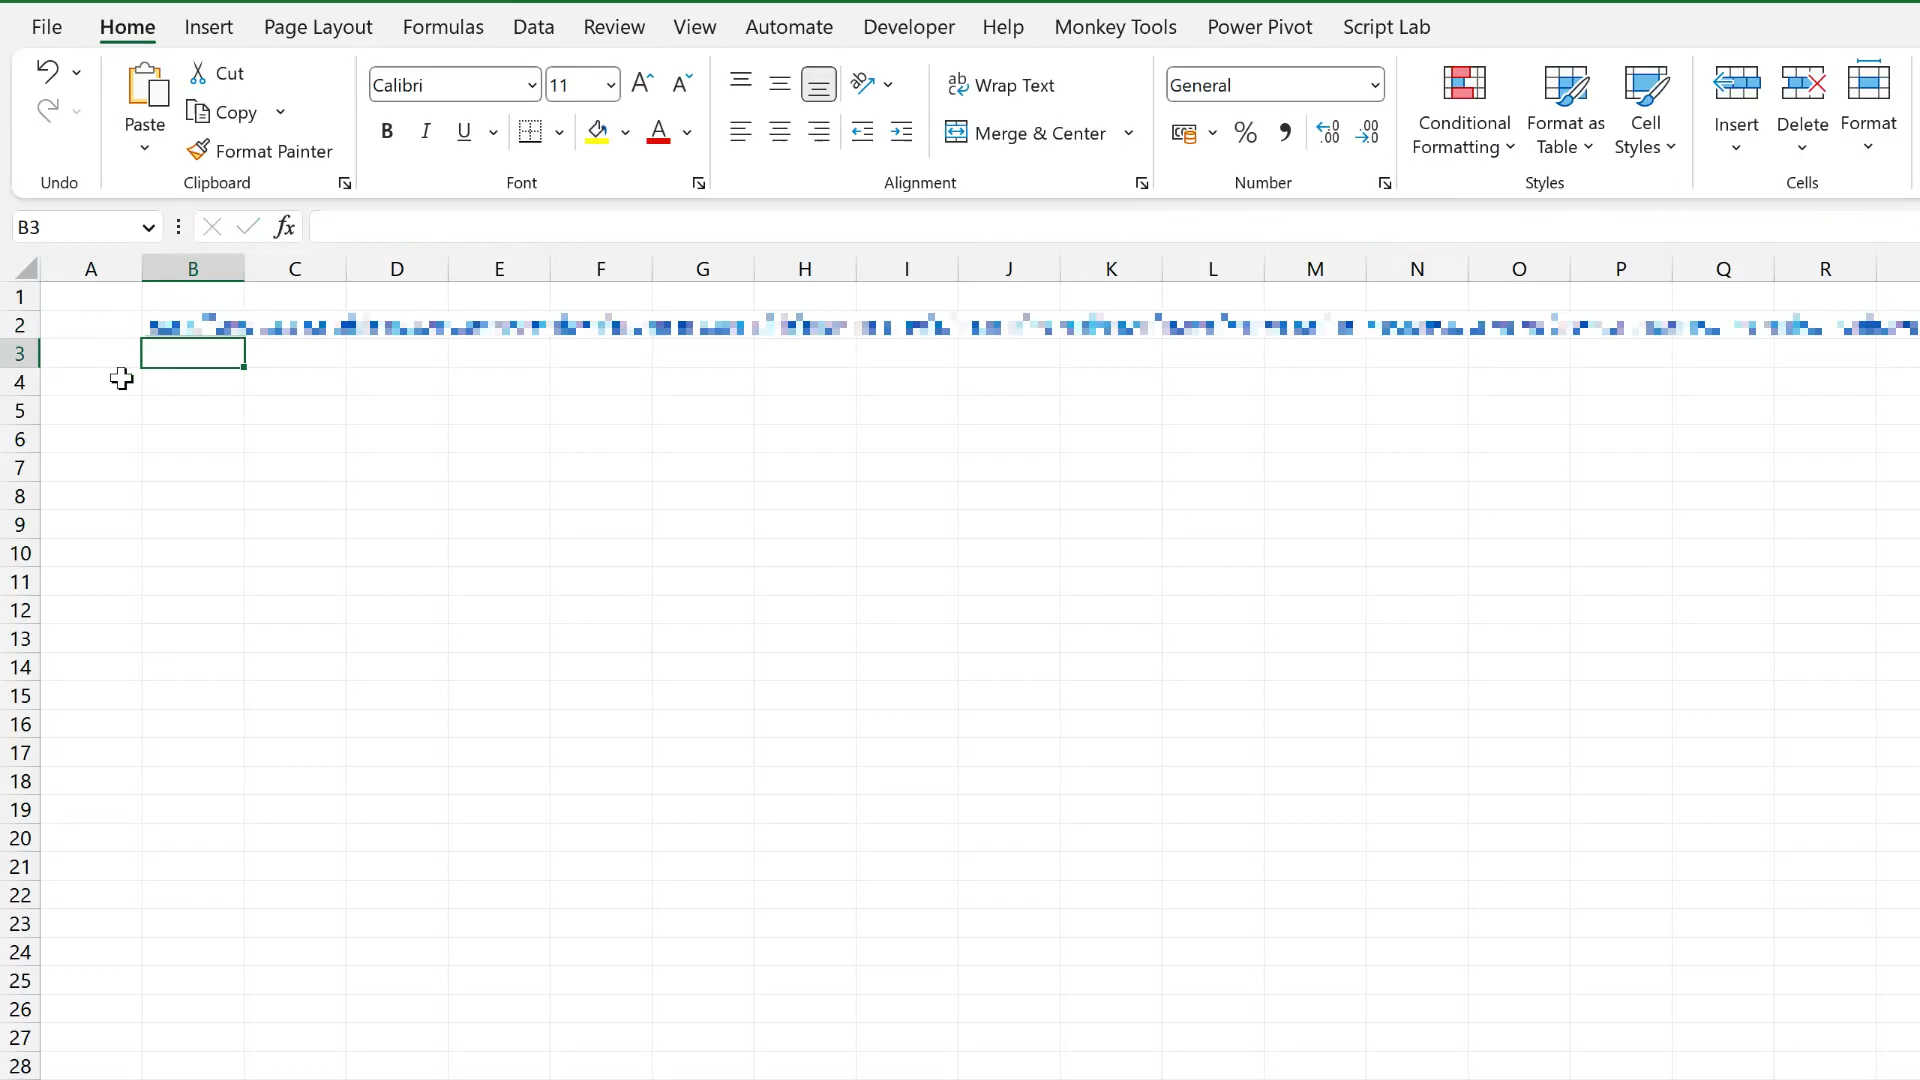 File Home Insert Page Layout Formulas Data Review View Automate Developer Help Monkey Tools Power Pivot Script Lab
Paste
Cut
Copy
Format Painter
Calibri 11
B I U
ab Wrap Text
Merge & Center
General
% 9
Conditional Formatting
Format as Table
Cell Styles
Insert
Delete
Format
Undo Clipboard Font Alignment Number Styles Cells
B3 fx
A B C D E F G H I J K L M N O P Q R
1
2
3
4
5
6
7
8
9
10
11
12
13
14
15
16
17
18
19
20
21
22
23
24
25
26
27
28